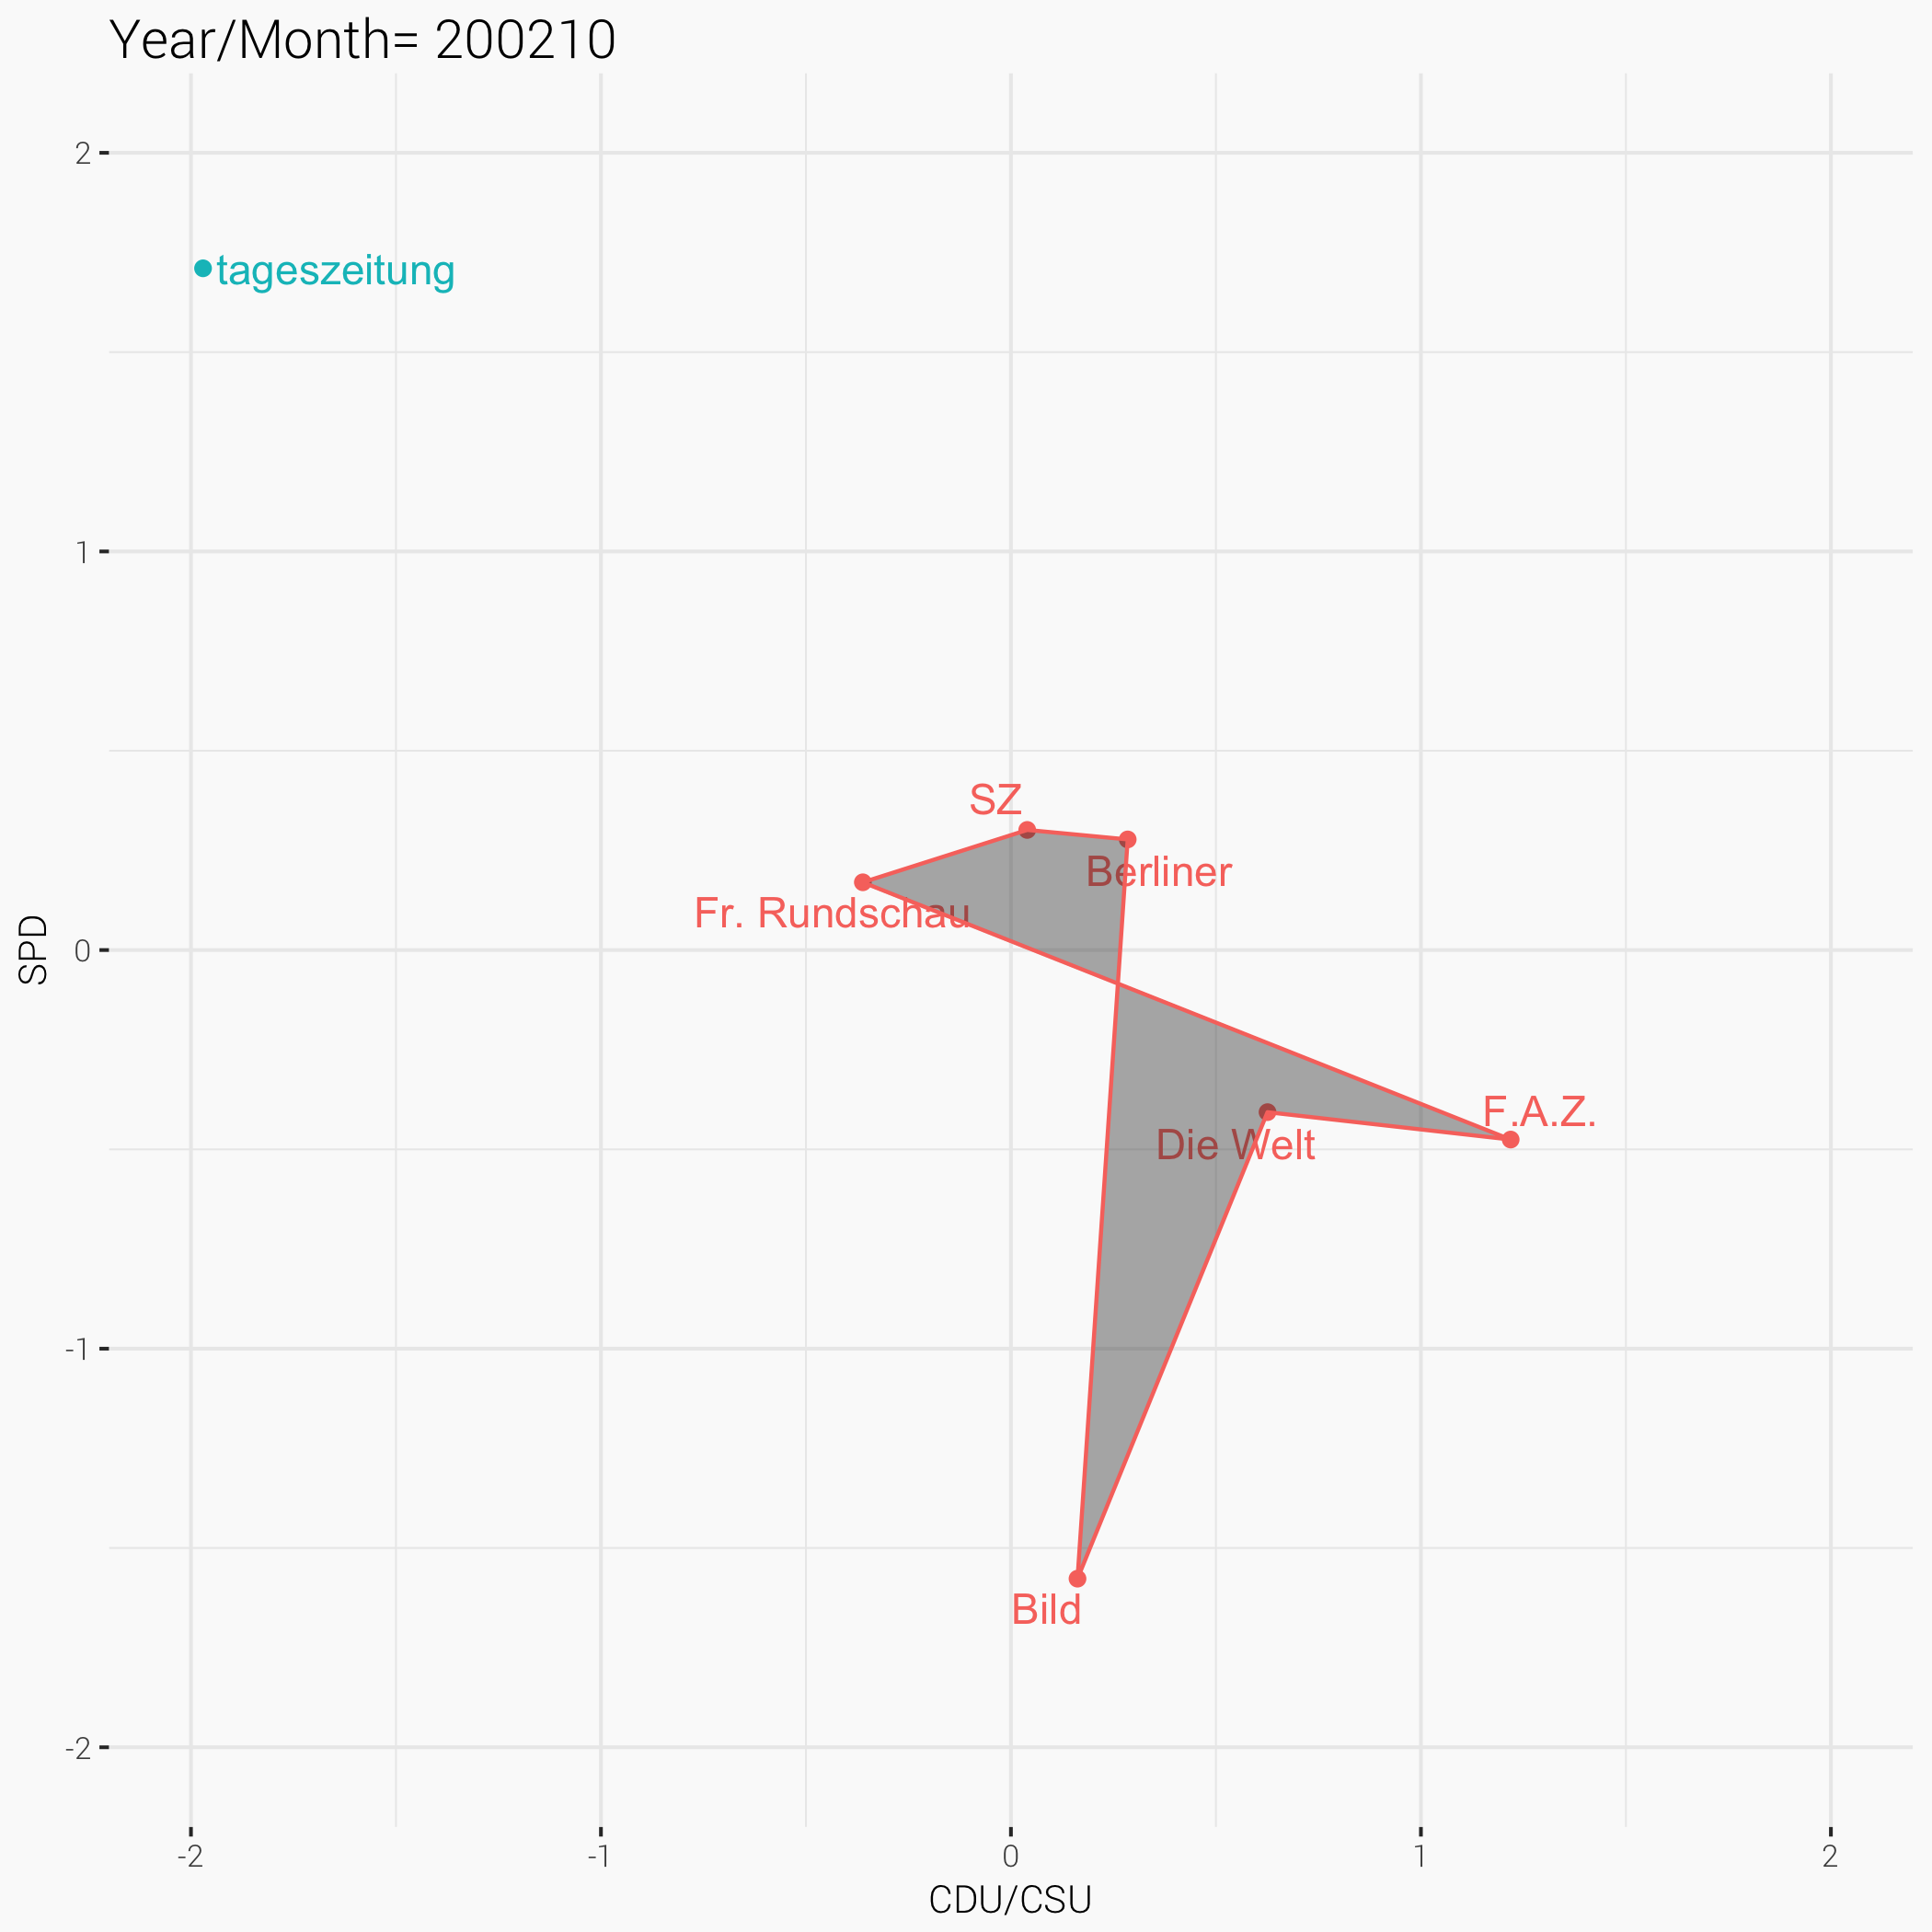 Year/Month= 200210
2
tageszeitung
1
SZ
Berliner
Fr. Rundschau
SPD
0
F.A.Z.
Die Welt
-1
Bild
-2
-2
-1
0
1
2
CDU/CSU